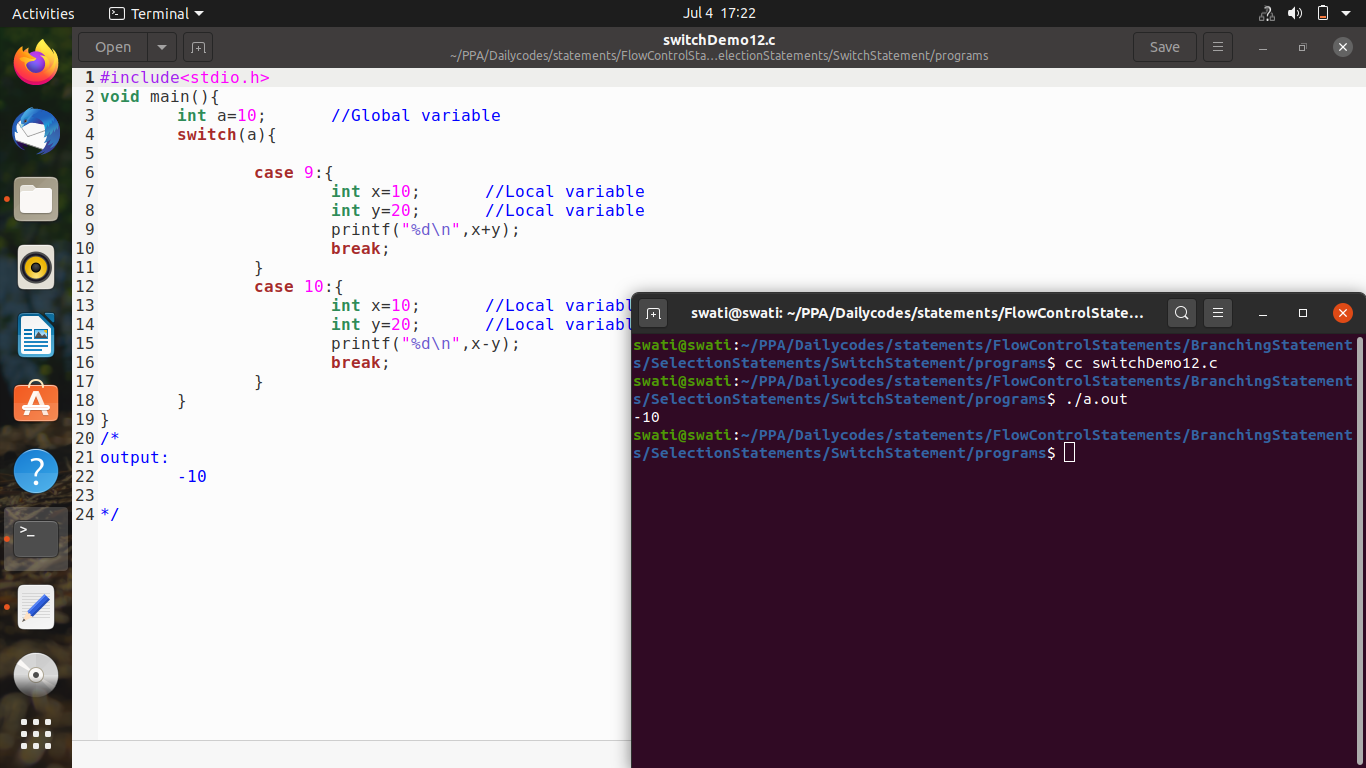 Activities Terminal Jul 4 17:22
Open switchDemo12.c Save
~/PPA/Dailycodes/statements/FlowControlSta...electionStatements/SwitchStatement/programs
1 #include<stdio.h>
2 void main(){
3 int a=10; //Global variable
4 switch(a){
5
6 case 9:{
7 int x=10; //Local variable
8 int y=20; //Local variable
9 printf("%d\n",x+y);
10 break;
11 }
12 case 10:{
13 int x=10; //Local variabl
14 int y=20; //Local variabl
15 printf("%d\n",x-y);
16 break;
17 }
18 }
19 }
20 /*
21 output:
22 -10
23
24 */
swati@swati: ~/PPA/Dailycodes/statements/FlowControlState...
swati@swati:~/PPA/Dailycodes/statements/FlowControlStatements/BranchingStatement
s/SelectionStatements/SwitchStatement/programs$ cc switchDemo12.c
swati@swati:~/PPA/Dailycodes/statements/FlowControlStatements/BranchingStatement
s/SelectionStatements/SwitchStatement/programs$ ./a.out
-10
swati@swati:~/PPA/Dailycodes/statements/FlowControlStatements/BranchingStatement
s/SelectionStatements/SwitchStatement/programs$